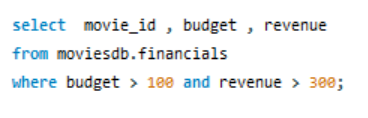 select  movie_id , budget , revenue
from moviesdb.financials
where budget > 100 and revenue > 300;